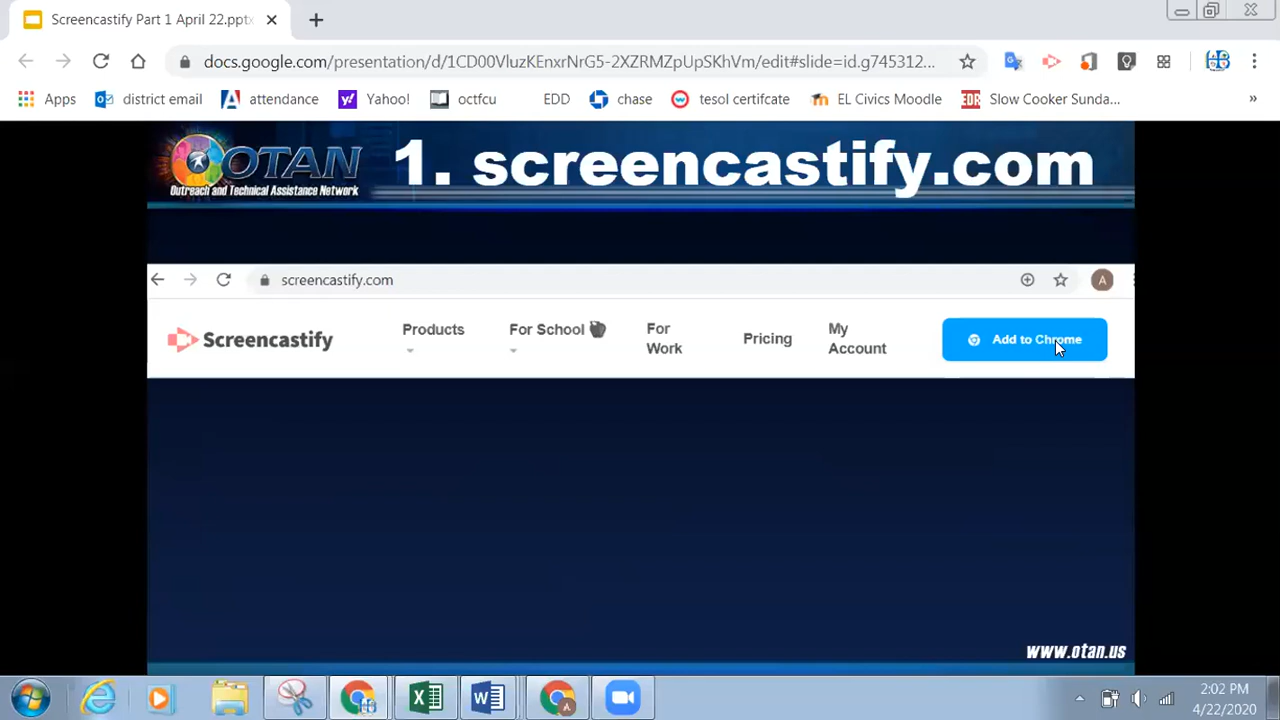 Screencastify Part 1 April 22.pptx
docs.google.com/presentation/d/1CD00VluzKEnxrNrG5-2XZRMZpUpSKhVm/edit#slide=id.g745312...
Apps district email attendance Yahoo! octfcu EDD chase tesol certifcate EL Civics Moodle EDR Slow Cooker Sunda... »
OTAN 1. screencastify.com
Outreach and Technical Assistance Network
screencastify.com A
Screencastify Products For School For Work Pricing My Account Add to Chrome
www.otan.us
2:02 PM
4/22/2020